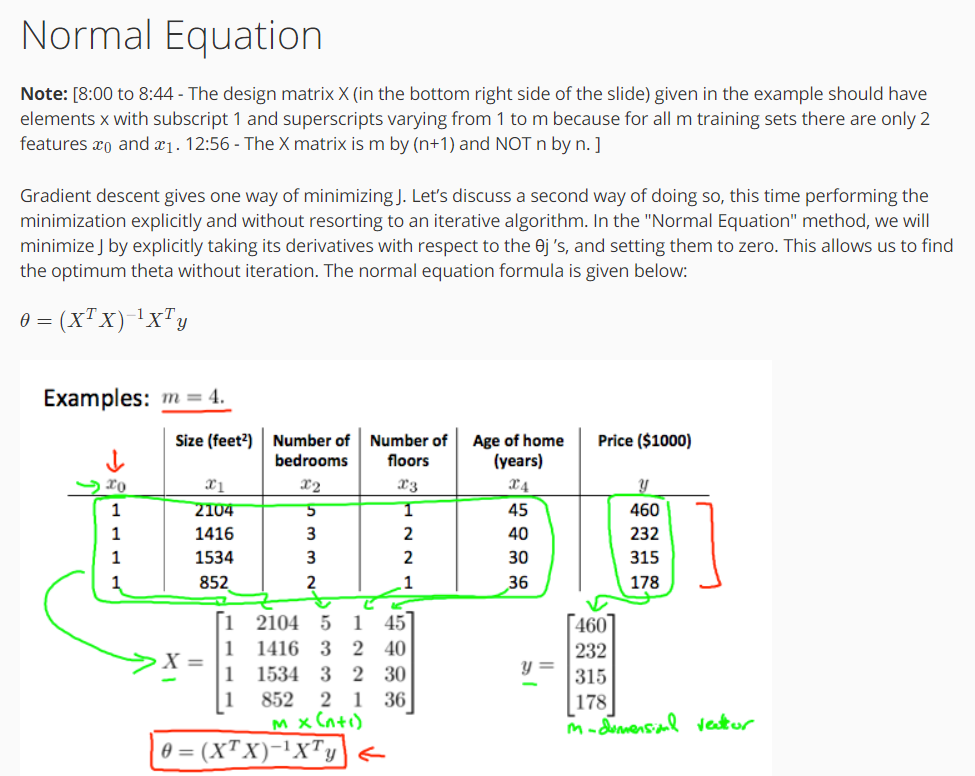 Normal Equation
Note: [8:00 to 8:44 - The design matrix X (in the bottom right side of the slide) given in the example should have
elements x with subscript 1 and superscripts varying from 1 to m because for all m training sets there are only 2
features x₀ and x₁. 12:56 - The X matrix is m by (n+1) and NOT n by n. ]
Gradient descent gives one way of minimizing J. Let’s discuss a second way of doing so, this time performing the
minimization explicitly and without resorting to an iterative algorithm. In the "Normal Equation" method, we will
minimize J by explicitly taking its derivatives with respect to the θj ’s, and setting them to zero. This allows us to find
the optimum theta without iteration. The normal equation formula is given below:
θ = (XᵀX)⁻¹Xᵀy
Examples: m = 4.
Size (feet²) Number of Number of Age of home Price ($1000)
bedrooms floors (years)
x₀ x₁ x₂ x₃ x₄ y
1 2104 5 1 45 460
1 1416 3 2 40 232
1 1534 3 2 30 315
1 852 2 1 36 178
X = [1 2104 5 1 45
1 1416 3 2 40
1 1534 3 2 30
1 852 2 1 36]
m x (n+1)
y = [460
232
315
178]
m-dimensional vector
θ = (XᵀX)⁻¹Xᵀy